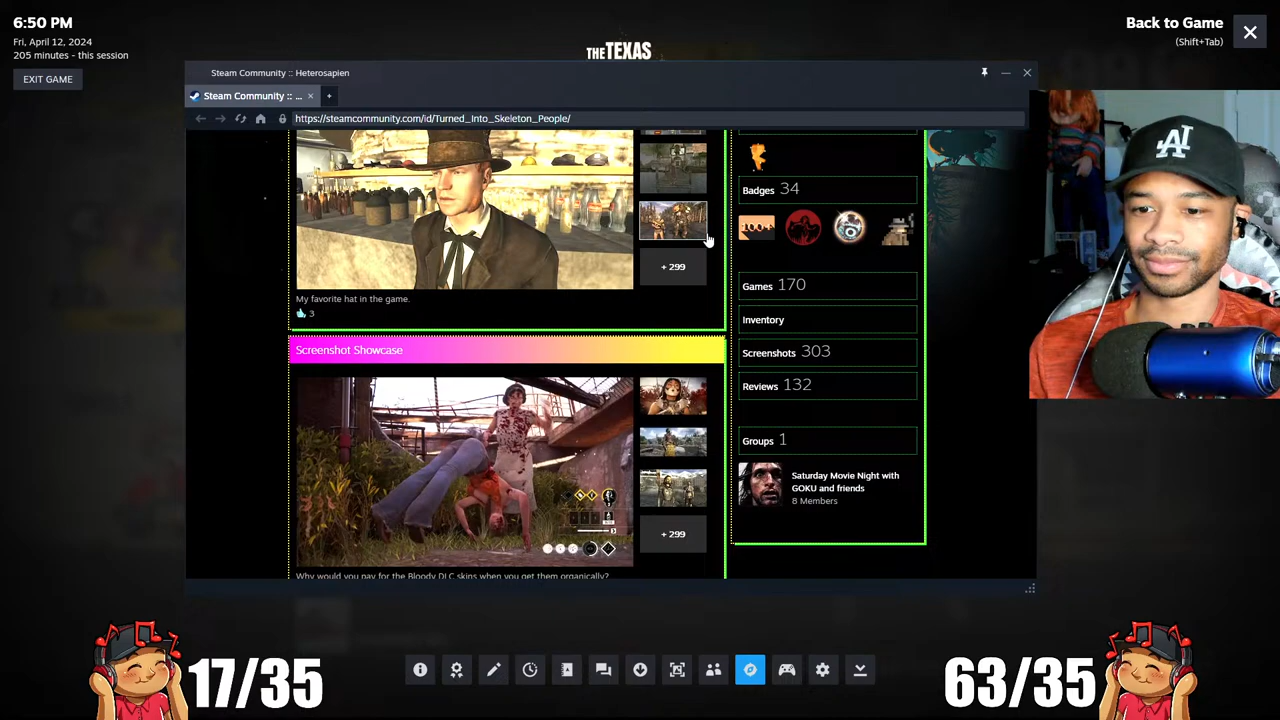 6:50 PM
Fri, April 12, 2024
205 minutes - this session
EXIT GAME
THE TEXAS
Back to Game
(Shift+Tab)
Steam Community :: Heterosapien
Steam Community :: ...
https://steamcommunity.com/id/Turned_Into_Skeleton_People/
Badges 34
100%
+ 299
Games 170
My favorite hat in the game.
3
Inventory
Screenshot Showcase
Screenshots 303
Reviews 132
Groups 1
Saturday Movie Night with
GOKU and friends
8 Members
+ 299
Why would you pay for the Bloody DLC skins when you get them organically?
17/35
63/35